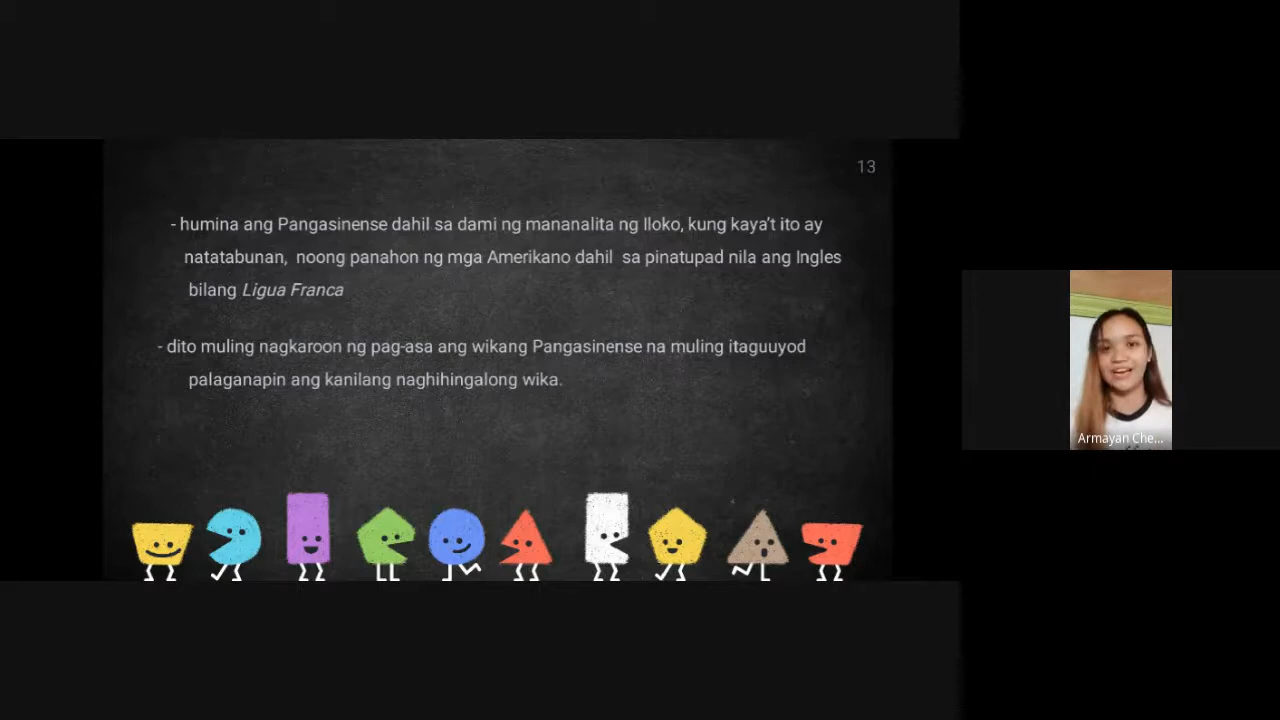 13
- humina ang Pangasinense dahil sa dami ng mananalita ng Iloko, kung kaya't ito ay
natatabunan, noong panahon ng mga Amerikano dahil sa pinatupad nila ang Ingles
bilang Ligua Franca
- dito muling nagkaroon ng pag-asa ang wikang Pangasinense na muling itaguuyod
palaganapin ang kanilang naghihingalong wika.
Armayan Che...